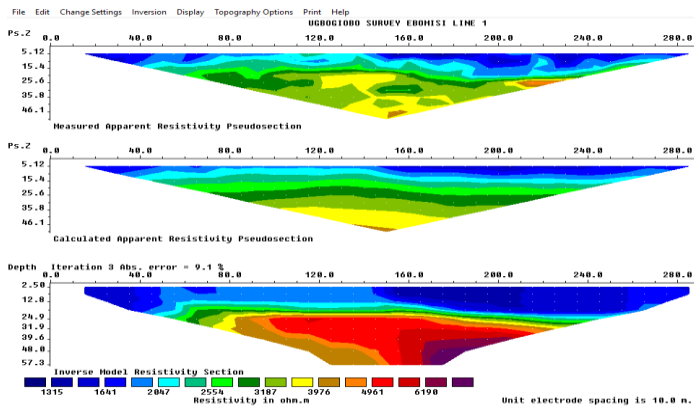 File Edit Change Settings Inversion Display Topography Options Print Help
UGBOGIOBO SURVEY EBOMISI LINE 1
Ps.Z 0.0 40.0 80.0 120.0 160.0 200.0 240.0 280.0
5.12
15.4
25.6
35.8
46.1
Measured Apparent Resistivity Pseudosection
Ps.Z 0.0 40.0 80.0 120.0 160.0 200.0 240.0 280.0
5.12
15.4
25.6
35.8
46.1
Calculated Apparent Resistivity Pseudosection
Depth Iteration 3 Abs. error = 9.1 %
0.0 40.0 80.0 120.0 160.0 200.0 240.0 280.0
2.50
12.8
24.9
31.9
39.6
48.0
57.3
Inverse Model Resistivity Section
1315 1641 2047 2554 3187 3976 4961 6190
Resistivity in ohm.m
Unit electrode spacing is 10.0 m.